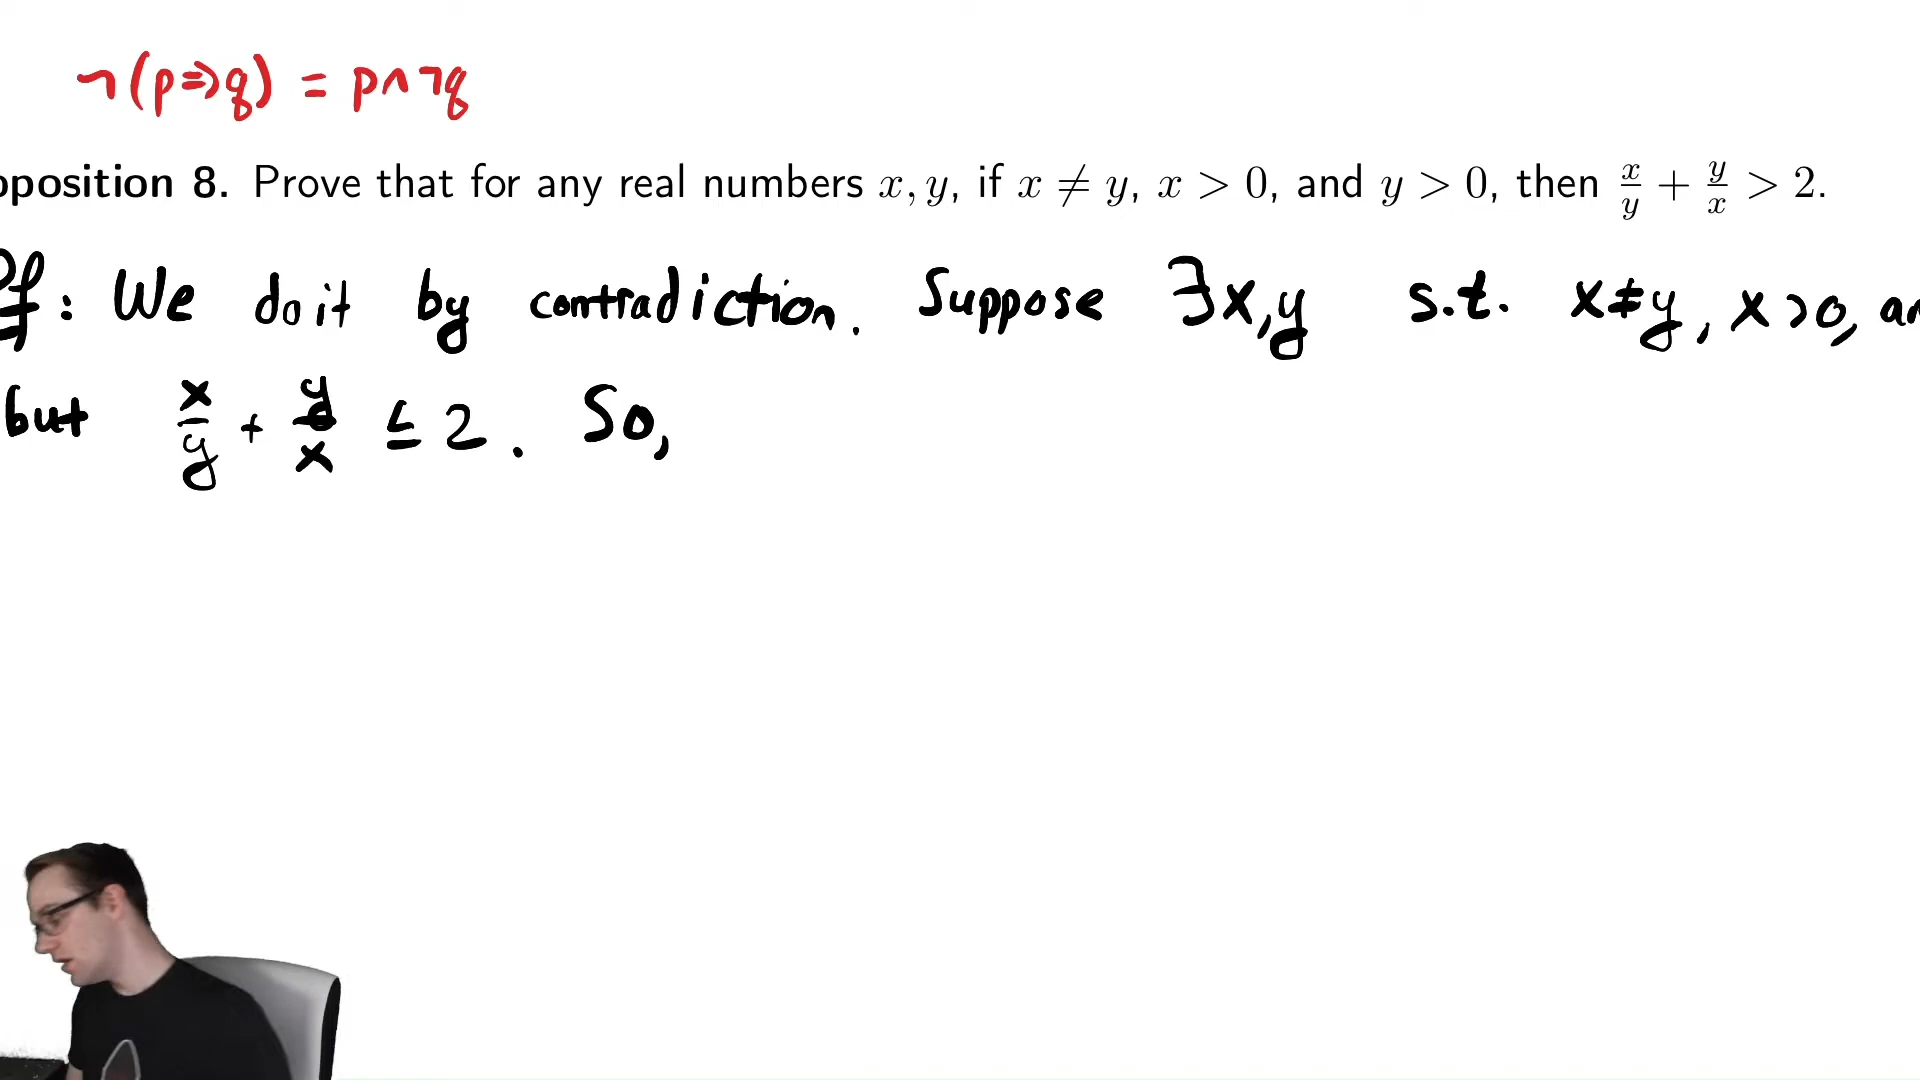 ¬(p⇒q) = p∧¬q
oposition 8. Prove that for any real numbers x, y, if x ≠ y, x > 0, and y > 0, then x/y + y/x > 2.
Pf: We do it by contradiction. Suppose ∃x,y s.t. x≠y, x>0, an
but x/y + y/x ≤ 2. So,